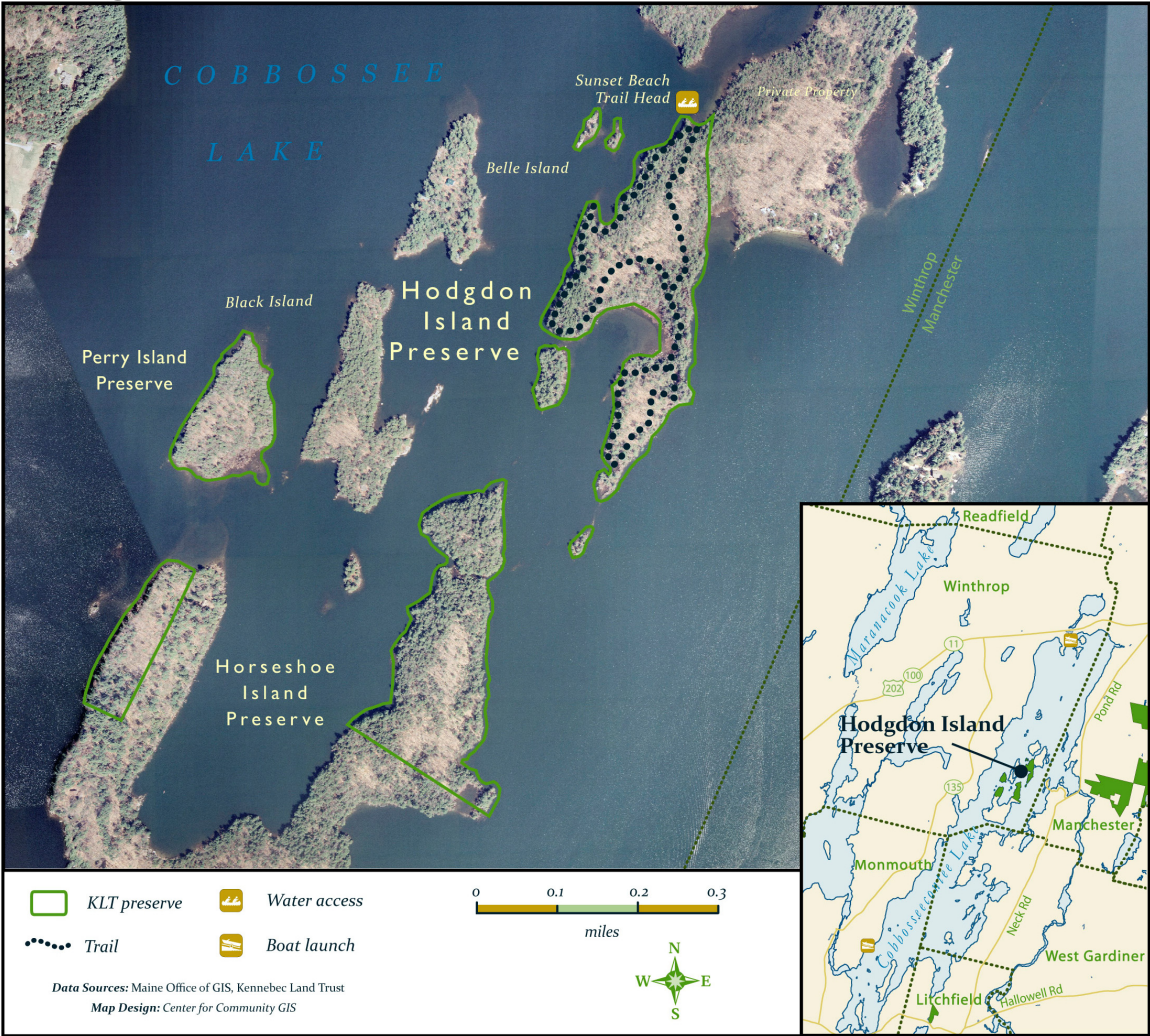 COBBOSSEE
LAKE
Sunset Beach
Trail Head
Private Property
Belle Island
Hodgdon
Island
Preserve
Black Island
Perry Island
Preserve
Winthrop
Manchester
Horseshoe
Island
Preserve
Readfield
Maranacook Lake
Winthrop
11
100
202
Pond Rd
Hodgdon Island
Preserve
135
Manchester
Monmouth
Cobbosseecontee Lake
Neck Rd
West Gardiner
Litchfield
Hallowell Rd
KLT preserve
Water access
Trail
Boat launch
0 0.1 0.2 0.3
miles
N
W E
S
Data Sources: Maine Office of GIS, Kennebec Land Trust
Map Design: Center for Community GIS